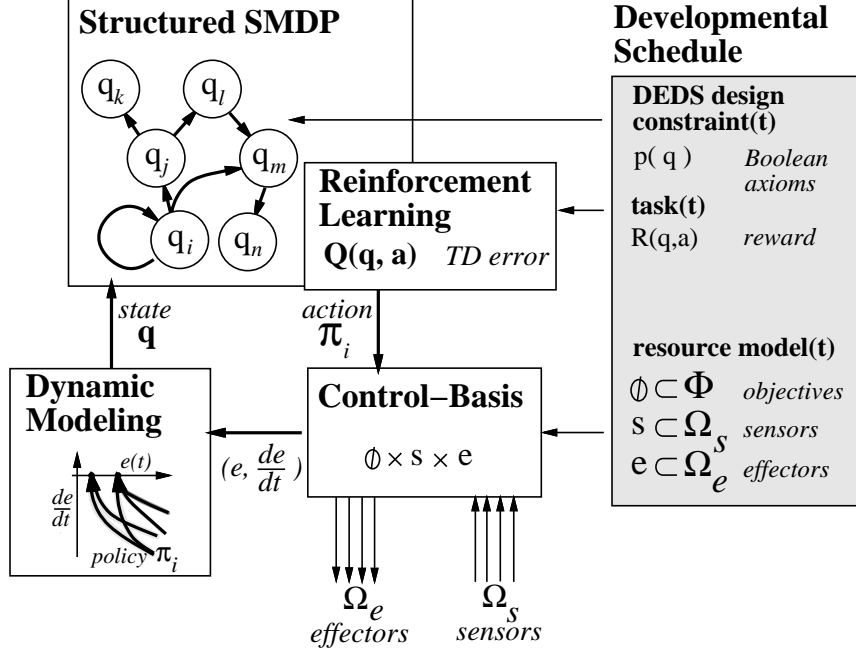 Structured SMDP
q_k
q_l
q_j
q_m
q_i
q_n
Reinforcement
Learning
Q(q, a) TD error
Developmental
Schedule
DEDS design
constraint(t)
p( q ) Boolean
axioms
task(t)
R(q,a) reward
resource model(t)
∅ ⊂ Φ objectives
s ⊂ Ω_s sensors
e ⊂ Ω_e effectors
state
q
action
π_i
Dynamic
Modeling
e(t)
de
dt
policy π_i
(e, de/dt )
Control–Basis
∅ × s × e
Ω_e
effectors
Ω_s
sensors